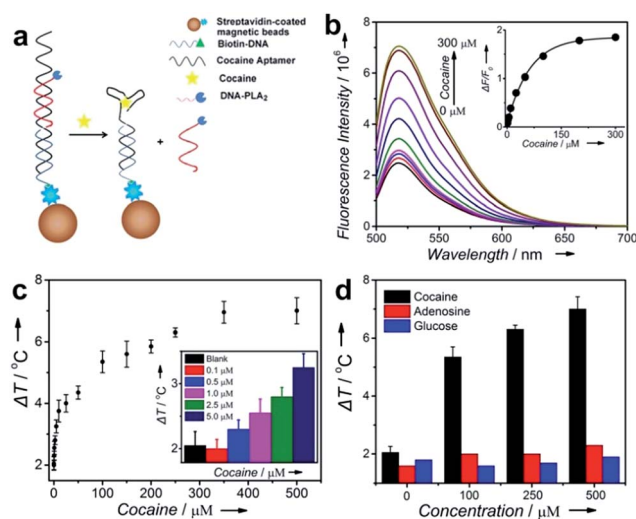 a
Streptavidin-coated
magnetic beads
Biotin-DNA
Cocaine Aptamer
Cocaine
DNA-PLA₂
+
b
Fluorescence Intensity / 10⁶
8
6
4
2
0
500 550 600 650 700
Wavelength / nm
Cocaine
300 μM
0 μM
ΔF/F₀
2
1
0
0 100 200 300
Cocaine / μM
c
ΔT / °C
8
6
4
2
0 100 200 300 400 500
Cocaine / μM
Blank
0.1 μM
0.5 μM
1.0 μM
2.5 μM
5.0 μM
ΔT / °C
3
2
Cocaine / μM
d
ΔT / °C
8
6
4
2
Cocaine
Adenosine
Glucose
0 100 250 500
Concentration / μM